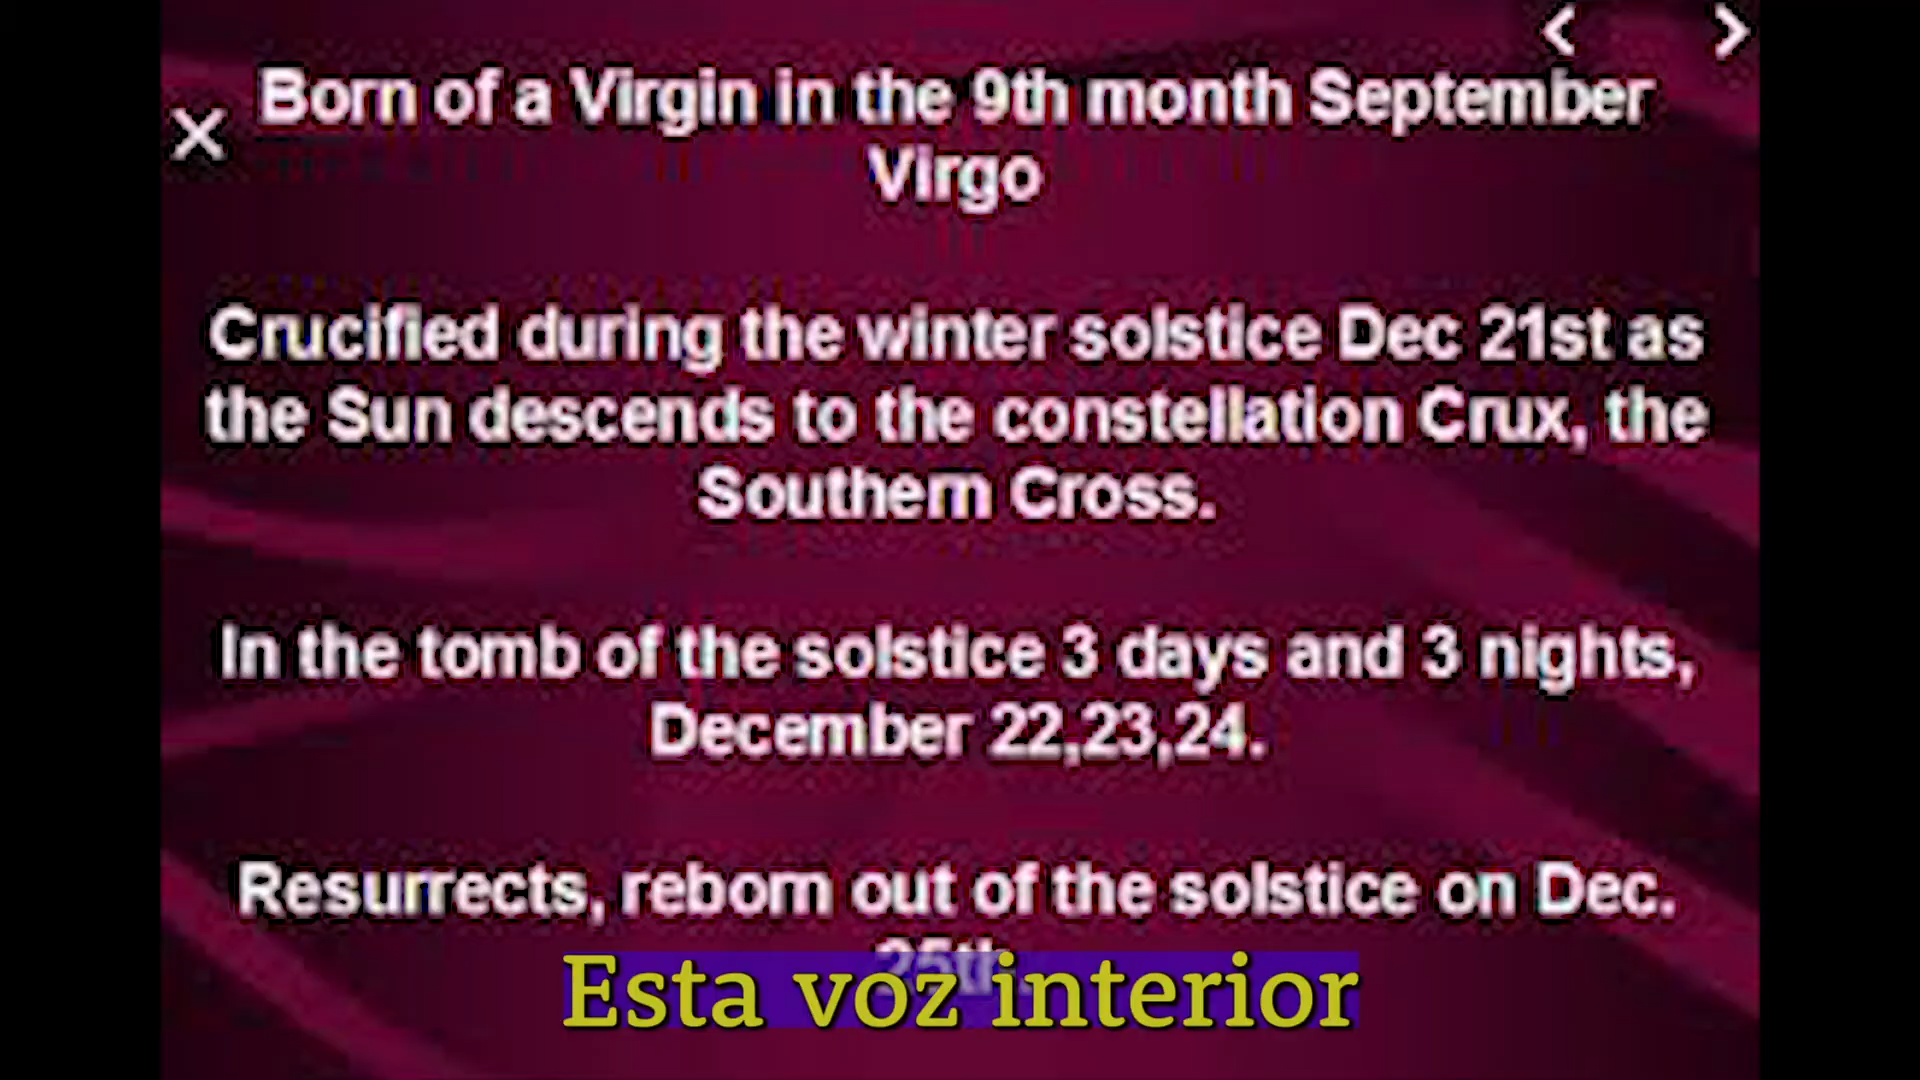 Born of a Virgin in the 9th month September
Virgo
Crucified during the winter solstice Dec 21st as
the Sun descends to the constellation Crux, the
Southern Cross.
In the tomb of the solstice 3 days and 3 nights,
December 22,23,24.
Resurrects, reborn out of the solstice on Dec.
25th.
Esta voz interior